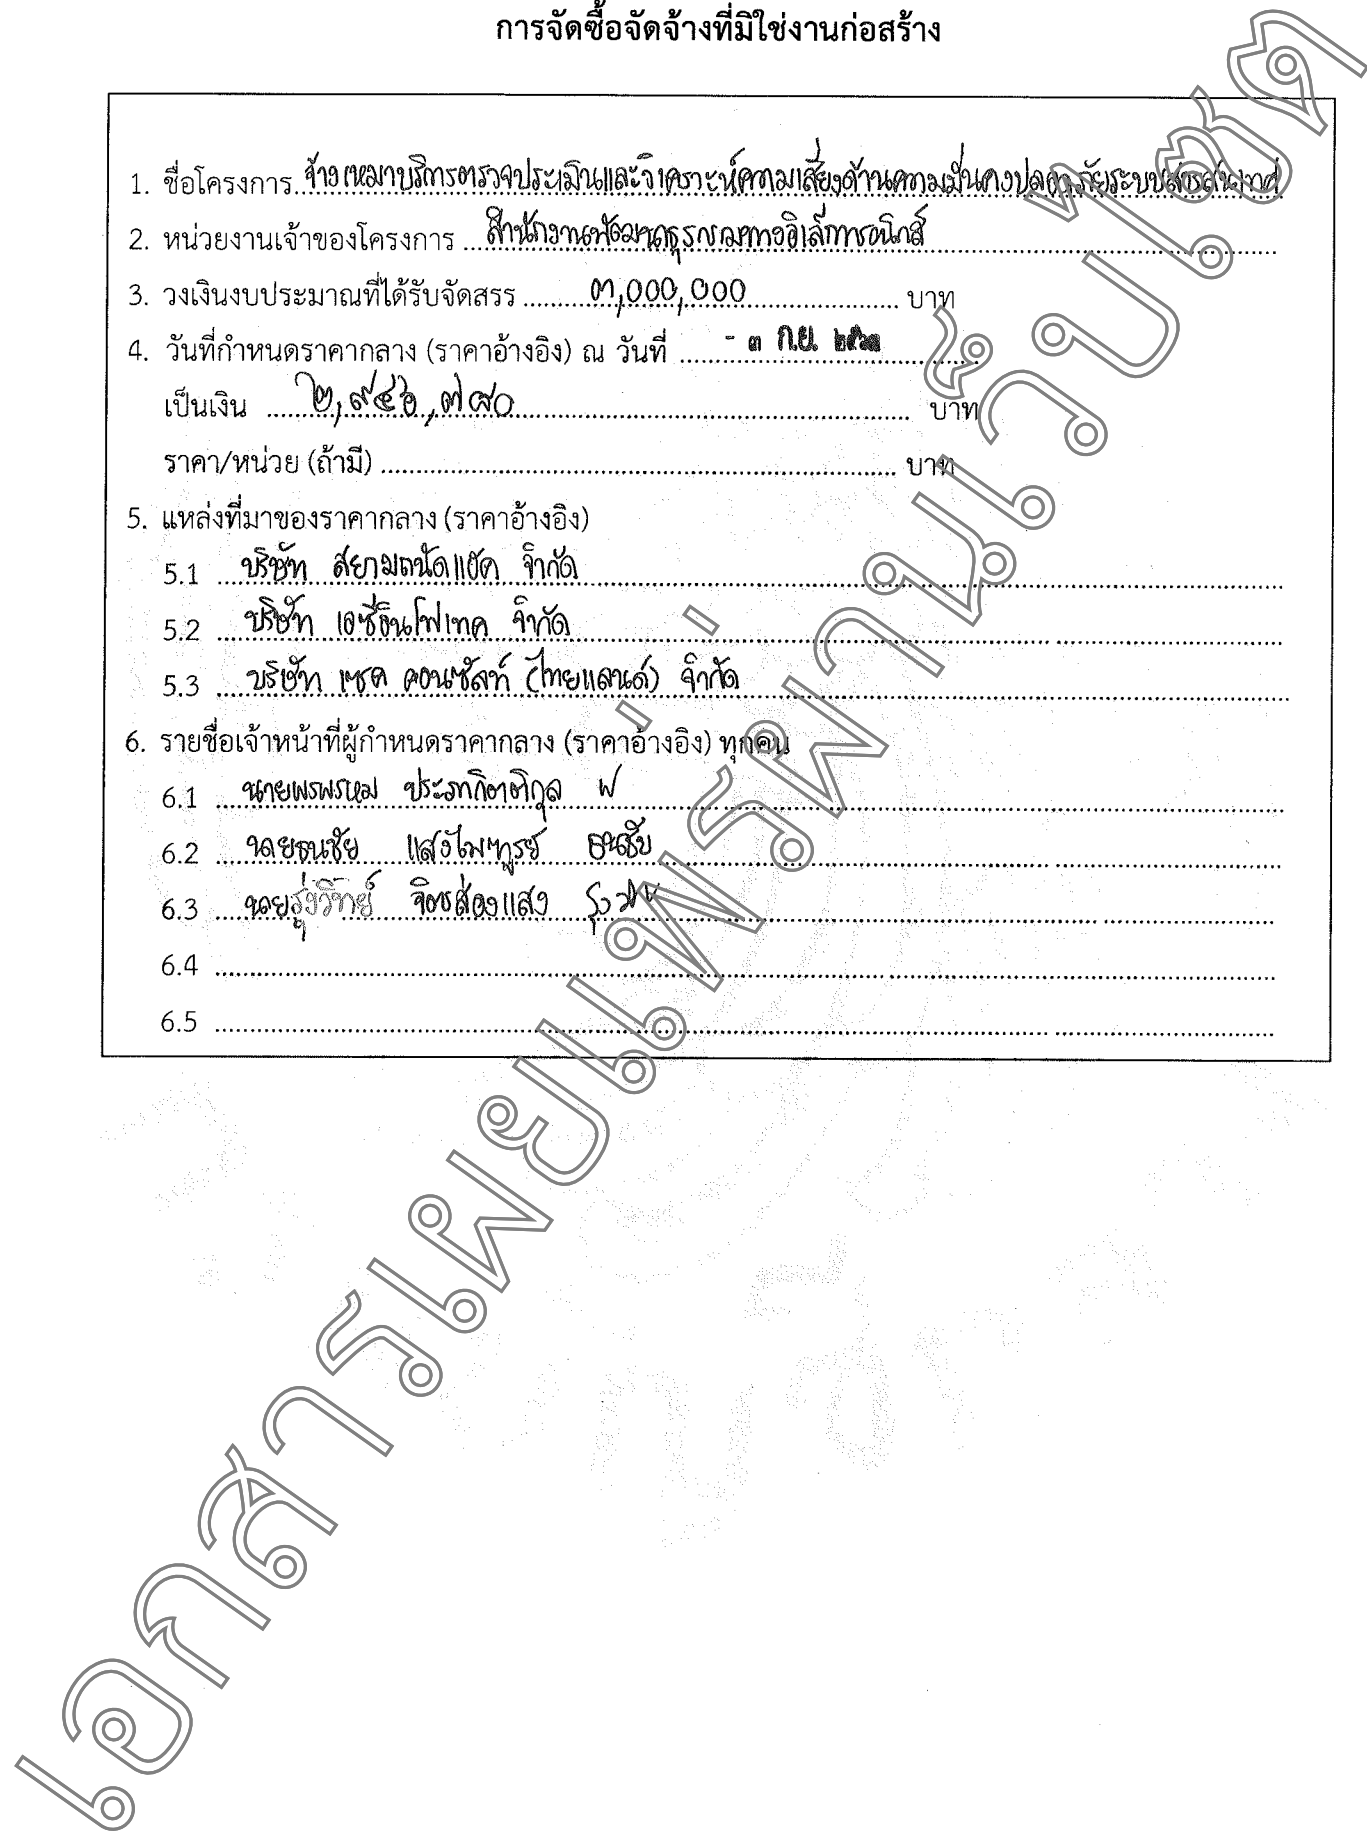 การจัดซื้อจัดจ้างที่มิใช่งานก่อสร้าง
1. ชื่อโครงการ จ้างเหมาบริการตรวจประเมินและวิเคราะห์ความเสี่ยงด้านความมั่นคงปลอดภัยระบบสารสนเทศ
2. หน่วยงานเจ้าของโครงการ สำนักงานพัฒนาธุรกรรมทางอิเล็กทรอนิกส์
3. วงเงินงบประมาณที่ได้รับจัดสรร ๓,๐๐๐,๐๐๐ บาท
4. วันที่กำหนดราคากลาง (ราคาอ้างอิง) ณ วันที่ - ๓ ก.ย.
เป็นเงิน ๒,๙๔๖,๗๘๐ บาท
ราคา/หน่วย (ถ้ามี) บาท
5. แหล่งที่มาของราคากลาง (ราคาอ้างอิง)
5.1 บริษัท สยามถนัดแฮค จำกัด
5.2 บริษัท เอซีอินโฟเทค จำกัด
5.3 บริษัท เซค คอนซัลท์ (ไทยแลนด์) จำกัด
6. รายชื่อเจ้าหน้าที่ผู้กำหนดราคากลาง (ราคาอ้างอิง) ทุกคน
6.1 นายพรพรหม ประภากิตติกุล
6.2 นายธนชัย แสงไพฑูรย์
6.3 นายรุ่งวิทย์ จิตรส่องแสง
6.4
6.5
เอกสารเผยแพร่ผ่านเว็บไซต์